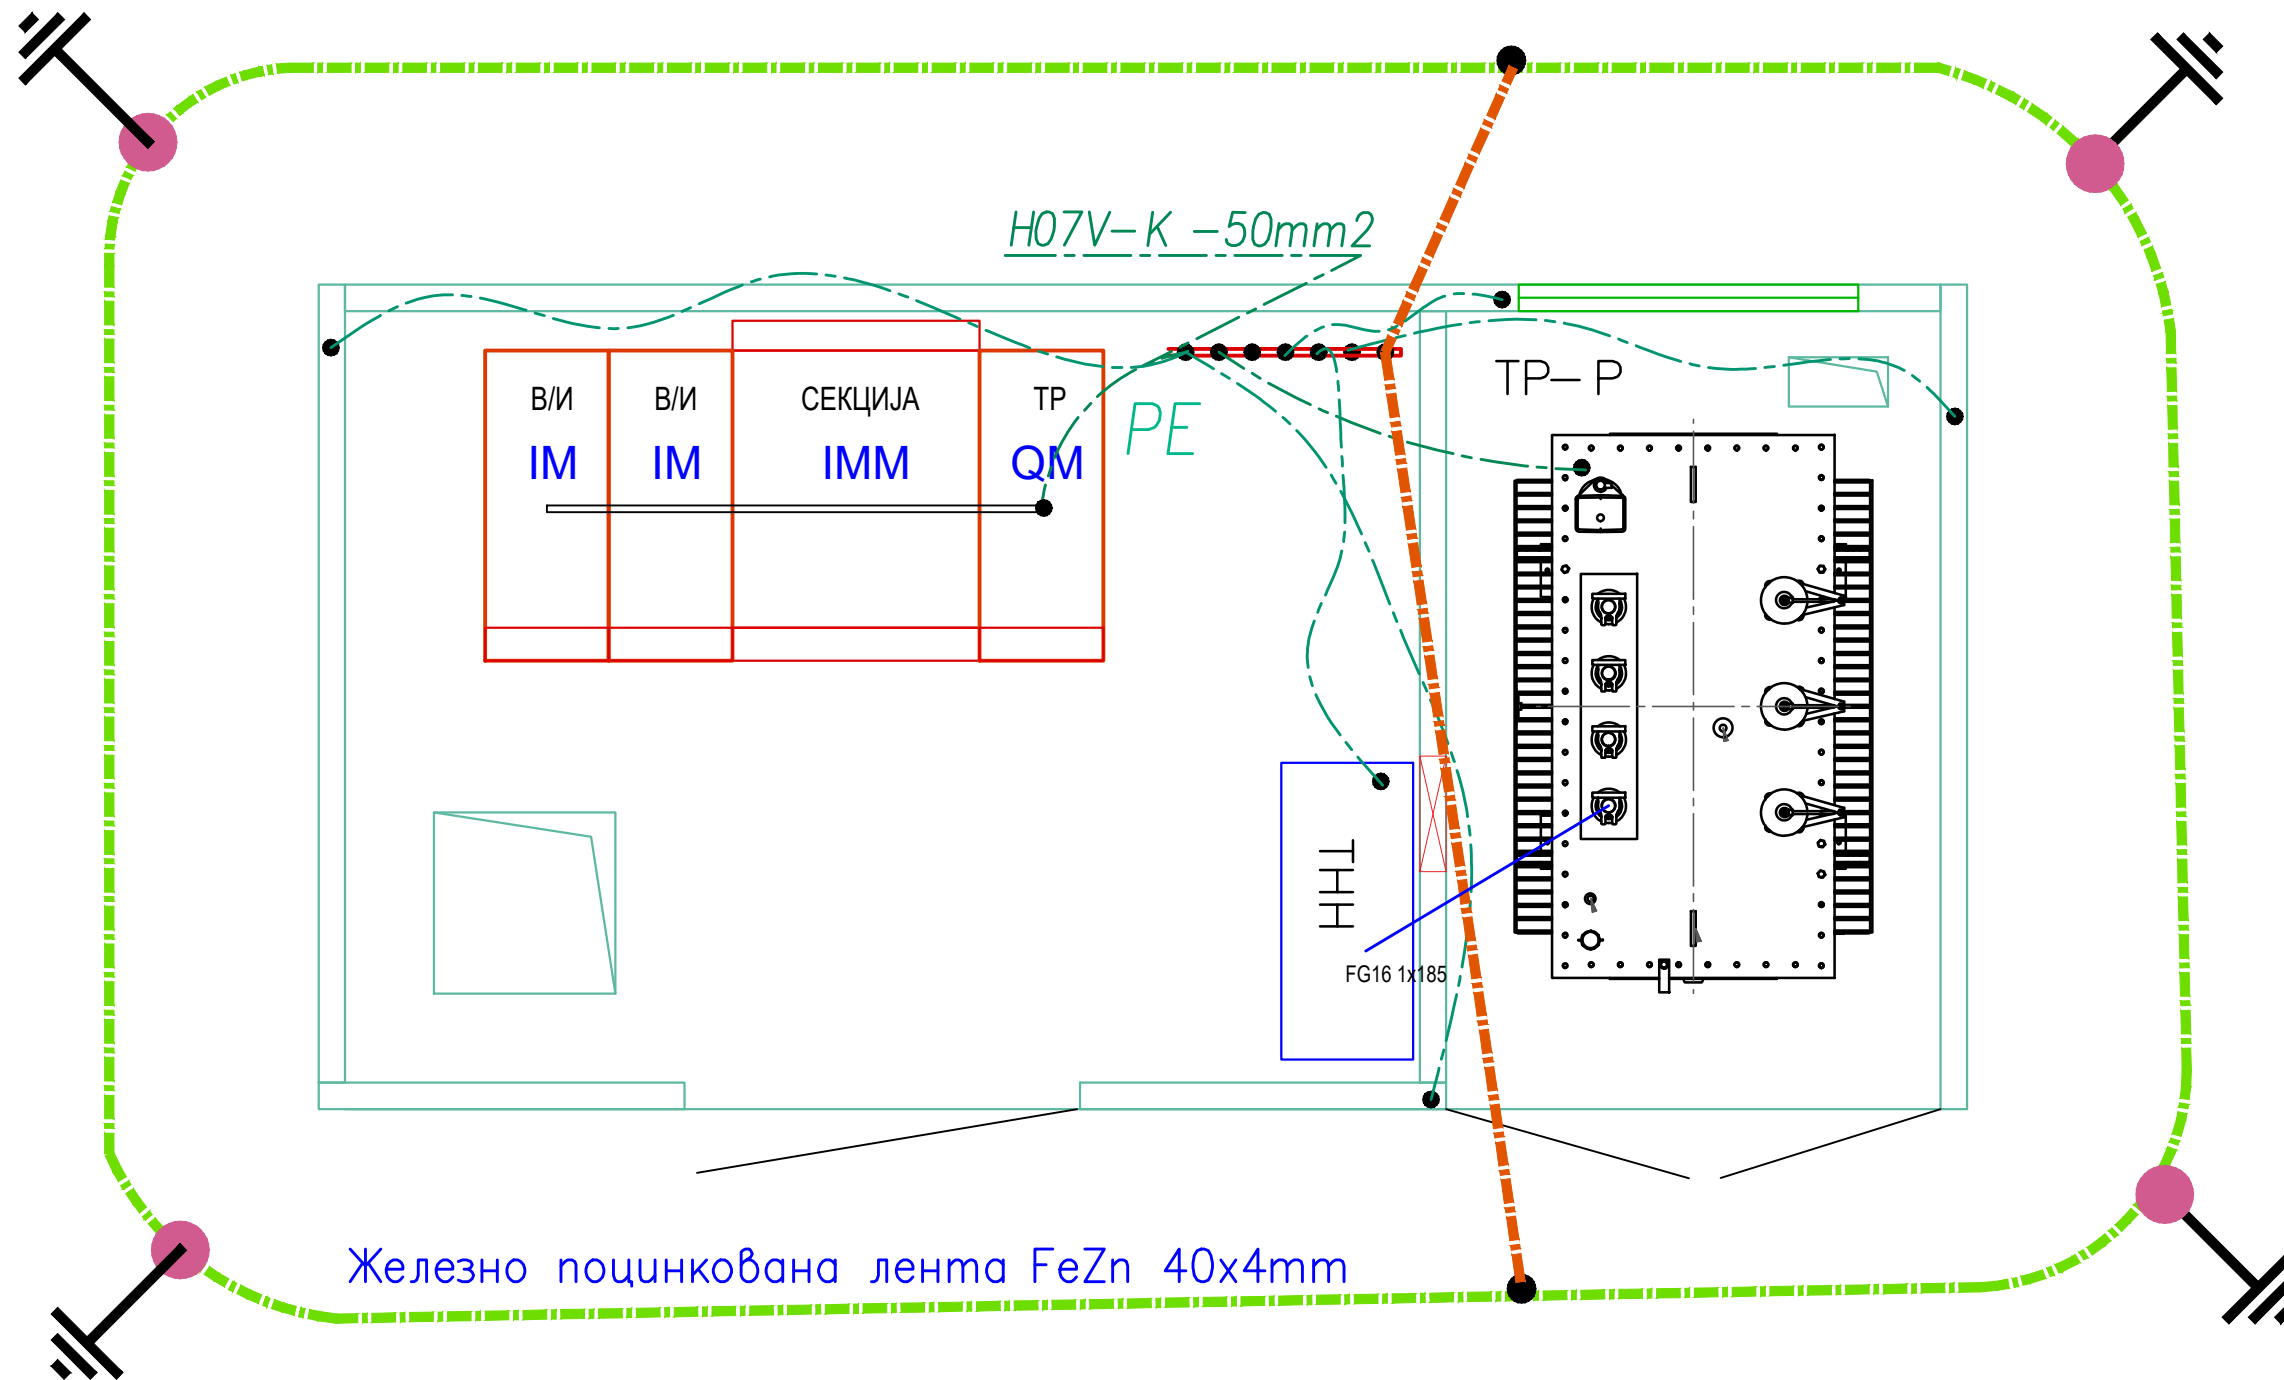 H07V-K -50mm2
В/И
В/И
СЕКЦИЈА
ТР
IM
IM
IMM
QM
PE
ТР-Р
ТНН
FG16 1x185
Железно поцинкована лента FeZn 40x4mm